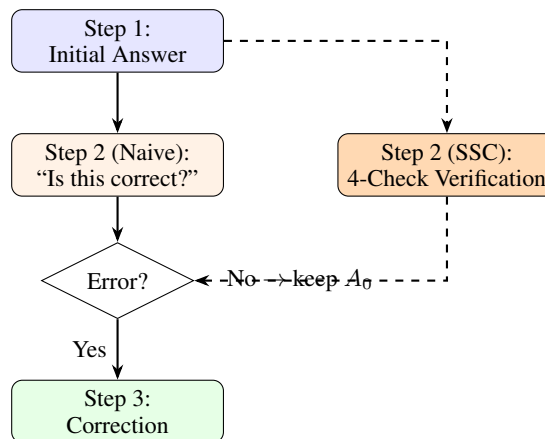 Step 1:
Initial Answer
Step 2 (Naive):
“Is this correct?”
Step 2 (SSC):
4-Check Verification
Error?
No → keep A₀
Yes
Step 3:
Correction